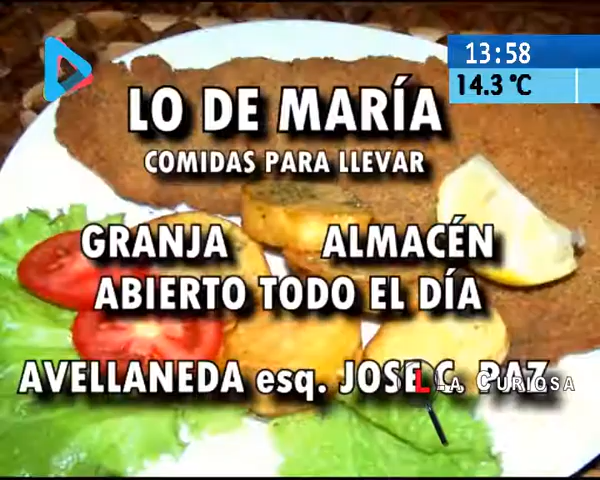 13:58
14.3 °C
LO DE MARÍA
COMIDAS PARA LLEVAR
GRANJA ALMACÉN
ABIERTO TODO EL DÍA
AVELLANEDA esq. JOSE C. PAZ
LA CURIOSA